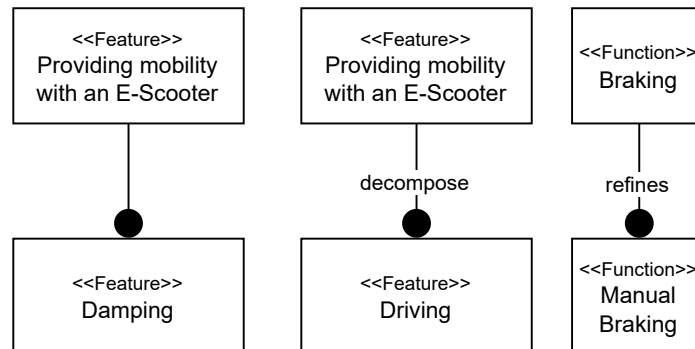 <<Feature>>
Providing mobility
with an E-Scooter
<<Feature>>
Providing mobility
with an E-Scooter
<<Function>>
Braking
decompose
refines
<<Feature>>
Damping
<<Feature>>
Driving
<<Function>>
Manual
Braking